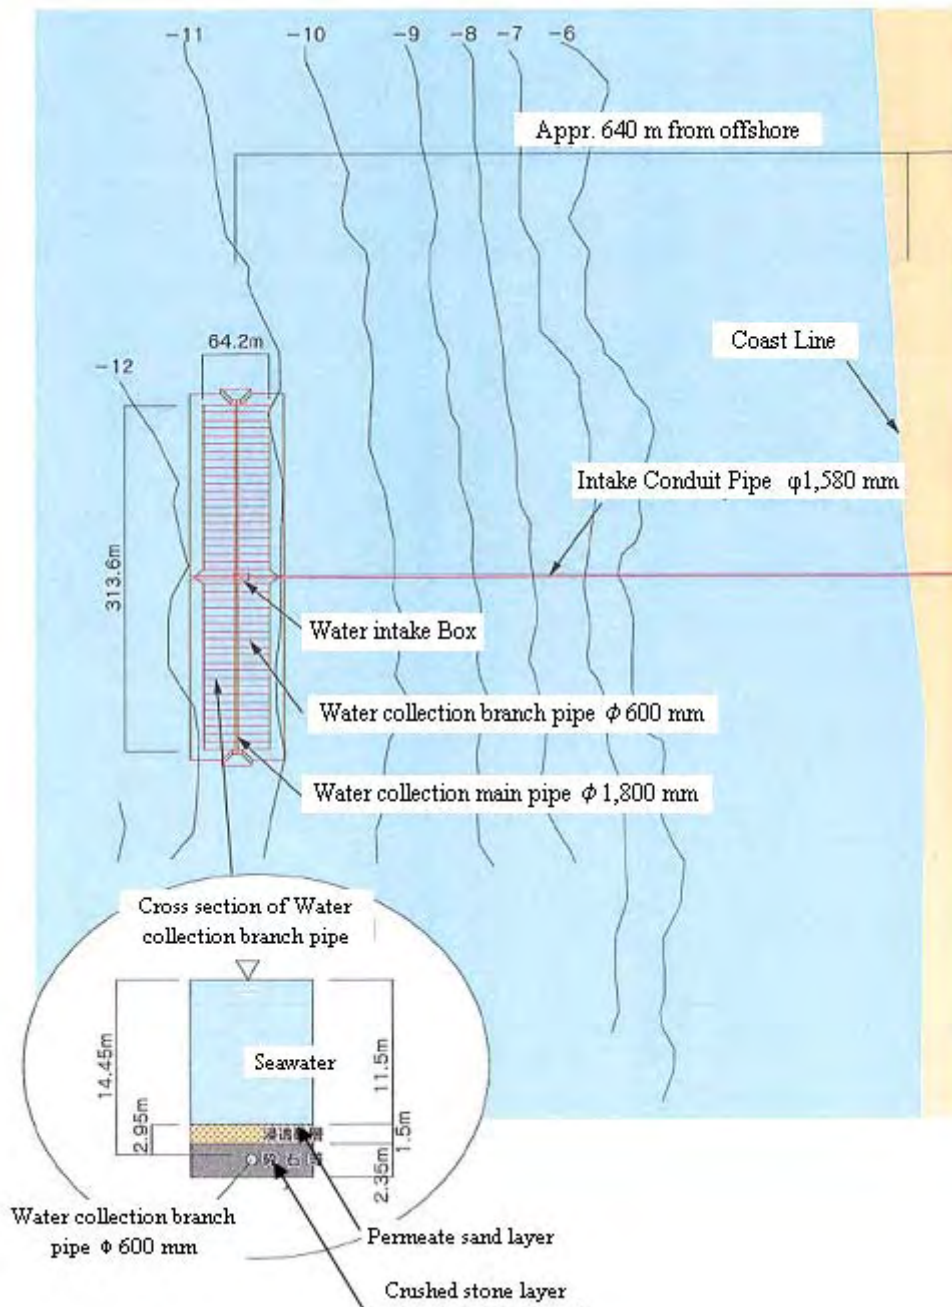 -11
-10
-9
-8
-7
-6
Appr. 640 m from offshore
64.2m
Coast Line
-12
Intake Conduit Pipe φ1,580 mm
313.6m
Water intake Box
Water collection branch pipe ϕ 600 mm
Water collection main pipe ϕ 1,800 mm
Cross section of Water
collection branch pipe
14.45m
2.95m
Seawater
11.5m
1.5m
2.35m
砕石層
Water collection branch
pipe Φ 600 mm
Permeate sand layer
Crushed stone layer